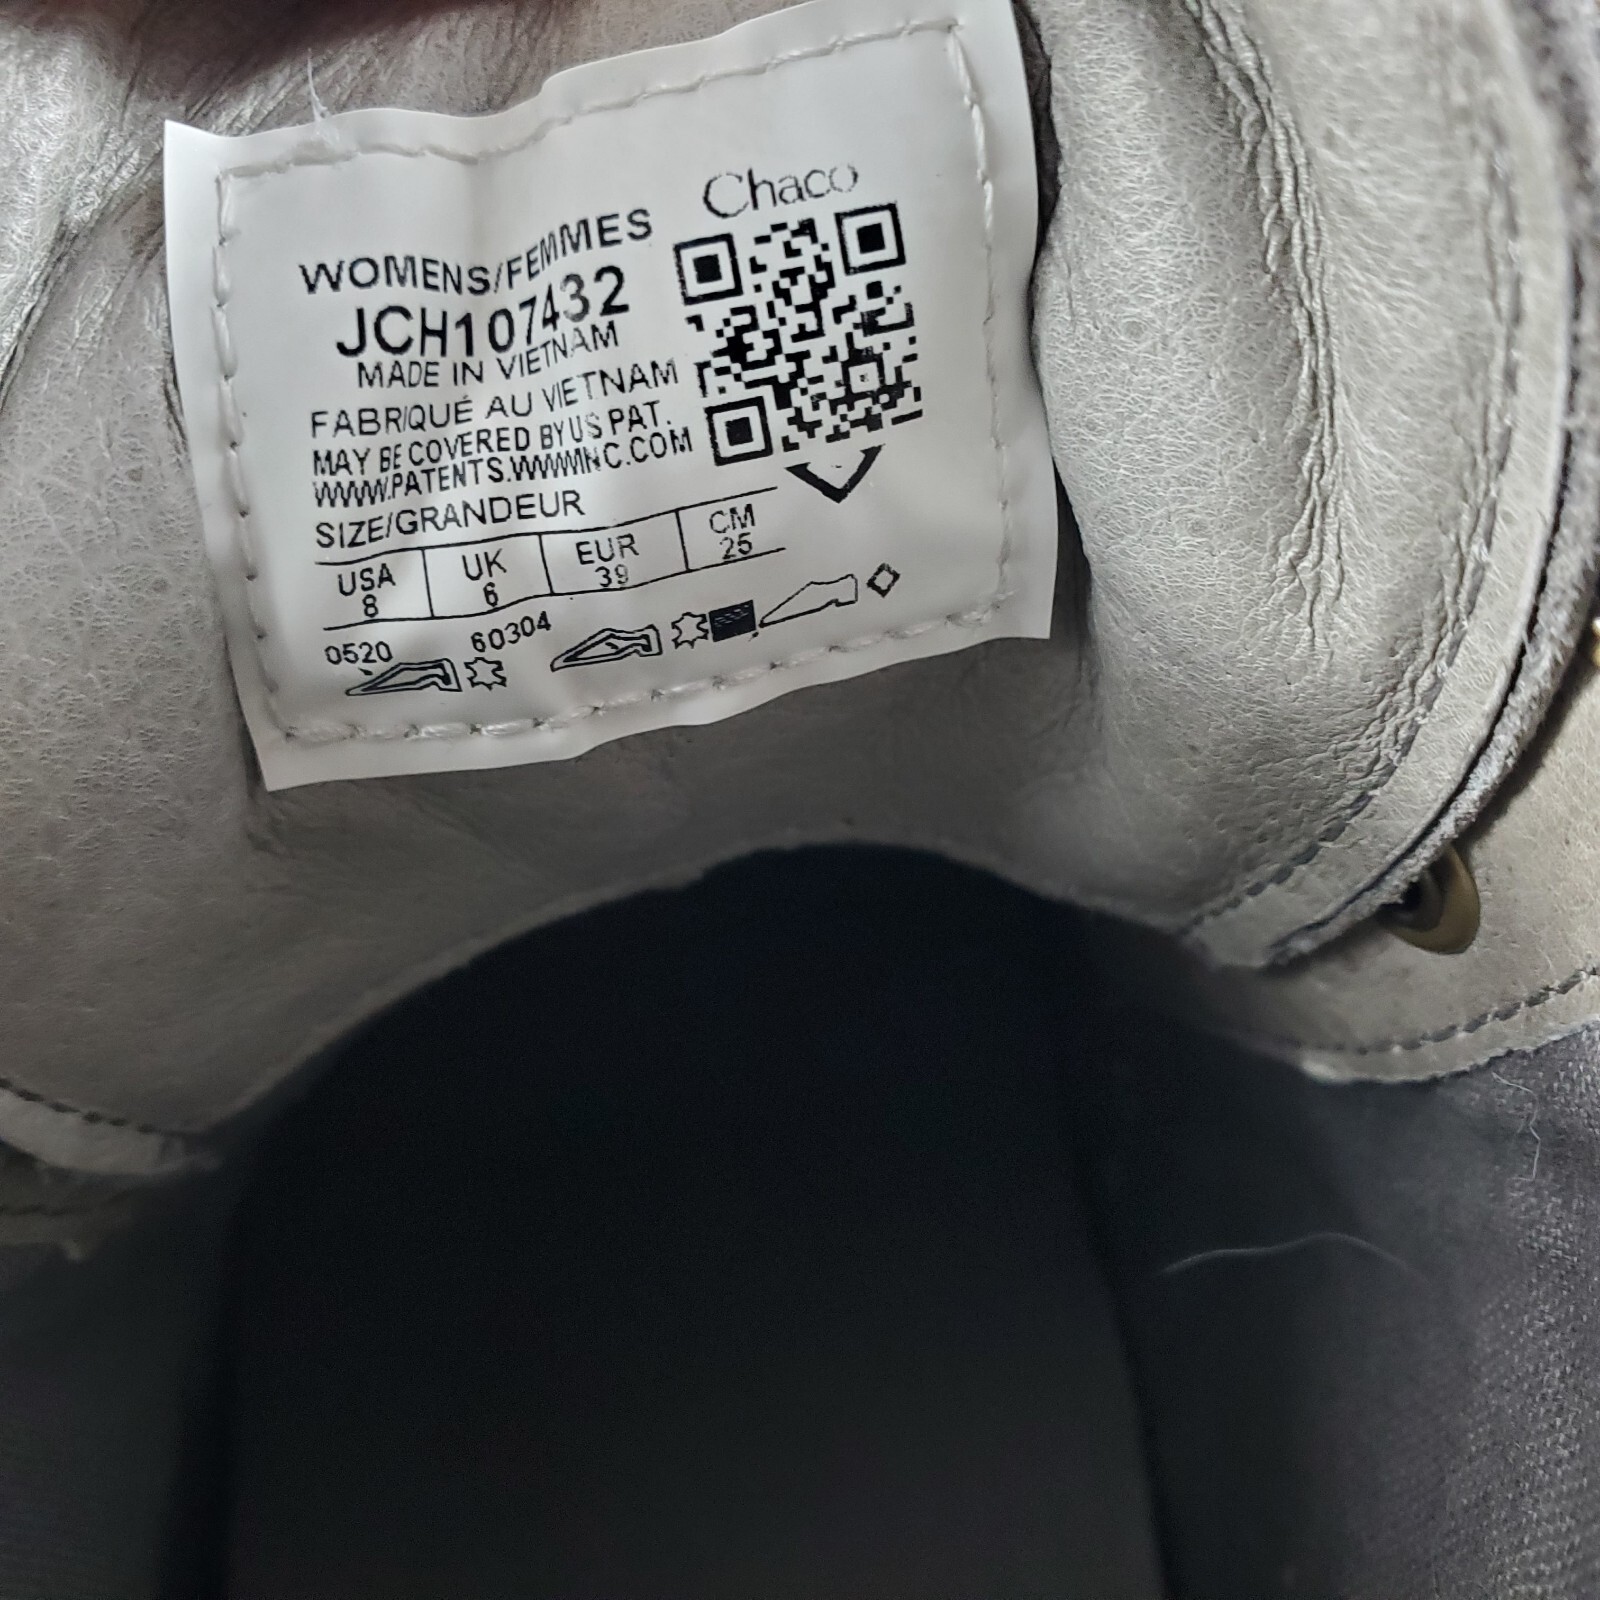 Chaco
WOMENS/FEMMES
JCH107432
MADE IN VIETNAM
FABRIQUÉ AU VIETNAM
MAY BE COVERED BY US PAT.
WWW.PATENTS.WWWINC.COM
SIZE/GRANDEUR
USA UK EUR CM
8 6 39 25
0520 60304